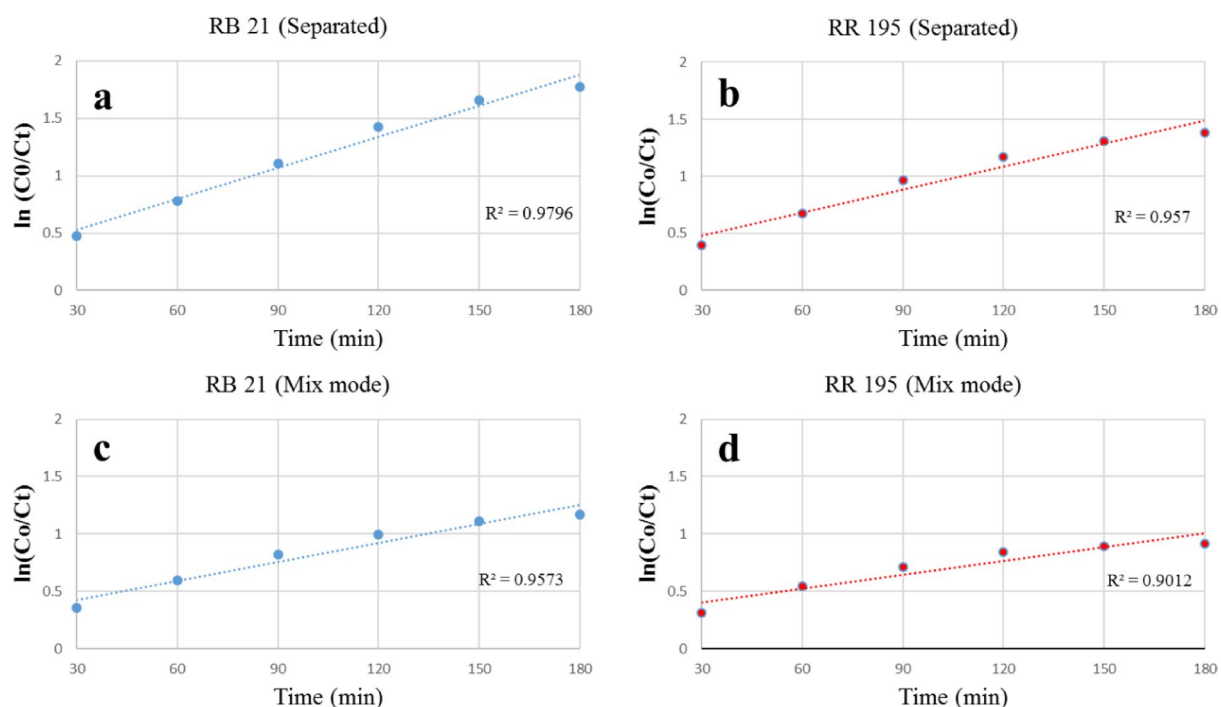 RB 21 (Separated)
a
2
1.5
1
0.5
0
ln (C0/Ct)
R² = 0.9796
30 60 90 120 150 180
Time (min)
RR 195 (Separated)
b
2
1.5
1
0.5
0
ln(Co/Ct)
R² = 0.957
30 60 90 120 150 180
Time (min)
RB 21 (Mix mode)
c
2
1.5
1
0.5
0
ln(Co/Ct)
R² = 0.9573
30 60 90 120 150 180
Time (min)
RR 195 (Mix mode)
d
2
1.5
1
0.5
0
ln(Co/Ct)
R² = 0.9012
30 60 90 120 150 180
Time (min)